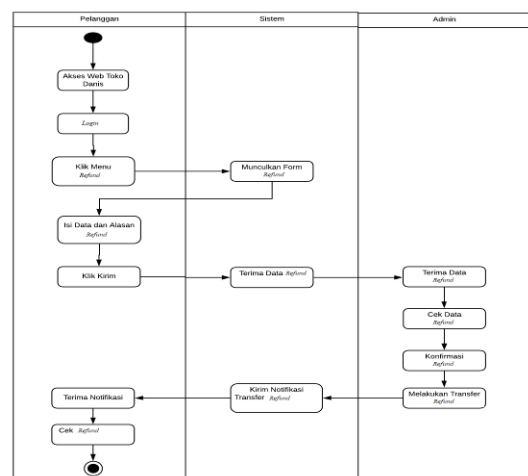 Pelanggan
Sistem
Admin
Akses Web Toko
Danis
Login
Klik Menu
Refund
Munculkan Form
Refund
Isi Data dan Alasan
Refund
Klik Kirim
Terima Data Refund
Terima Data
Refund
Cek Data
Refund
Konfirmasi
Refund
Melakukan Transfer
Refund
Kirim Notifikasi
Transfer Refund
Terima Notifikasi
Cek Refund